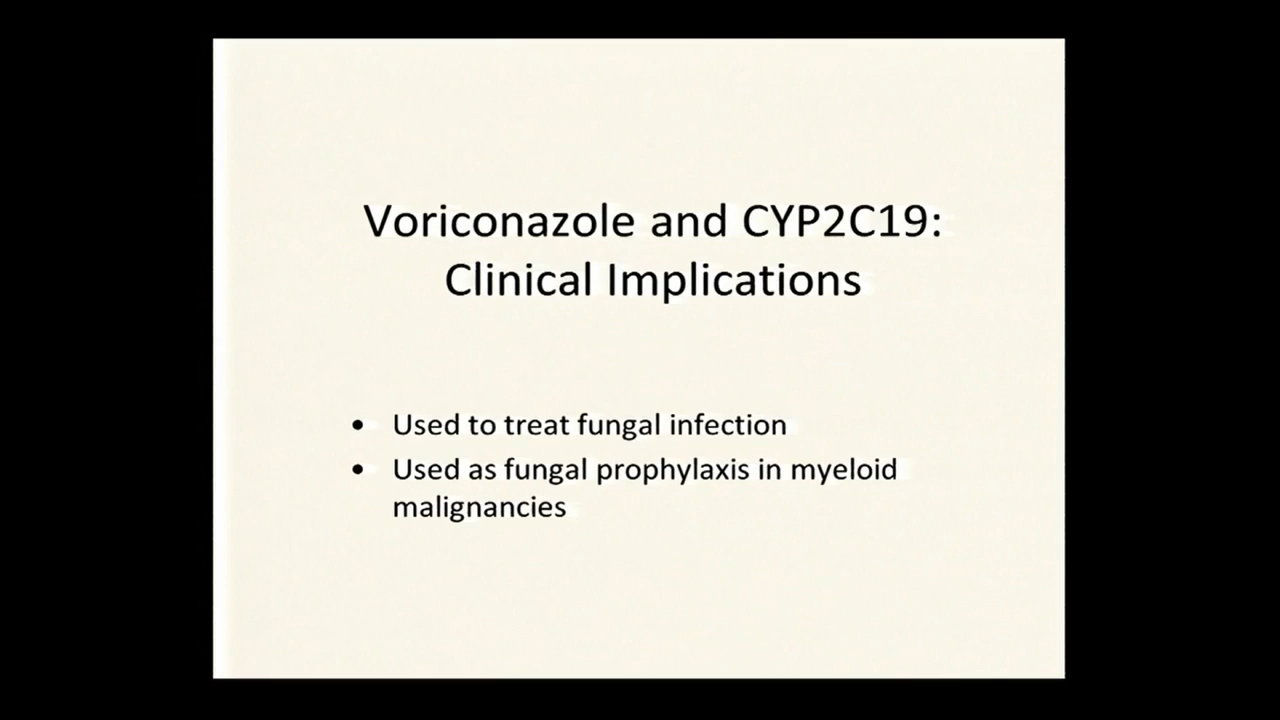 Voriconazole and CYP2C19:
Clinical Implications
• Used to treat fungal infection
• Used as fungal prophylaxis in myeloid
malignancies